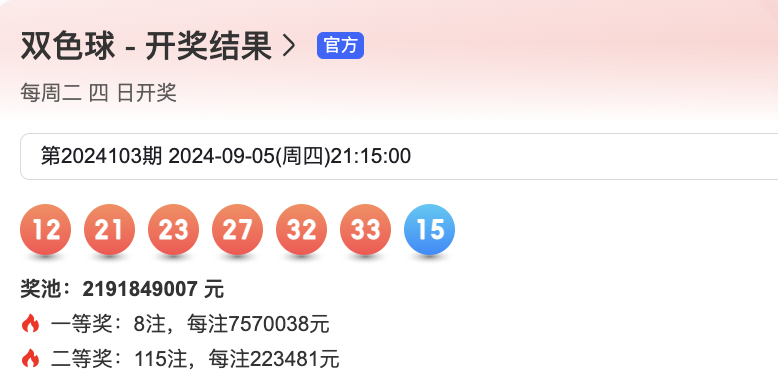 双色球 - 开奖结果 官方
每周二 四 日开奖
第2024103期 2024-09-05(周四)21:15:00
12 21 23 27 32 33 15
奖池：2191849007 元
一等奖：8注，每注7570038元
二等奖：115注，每注223481元